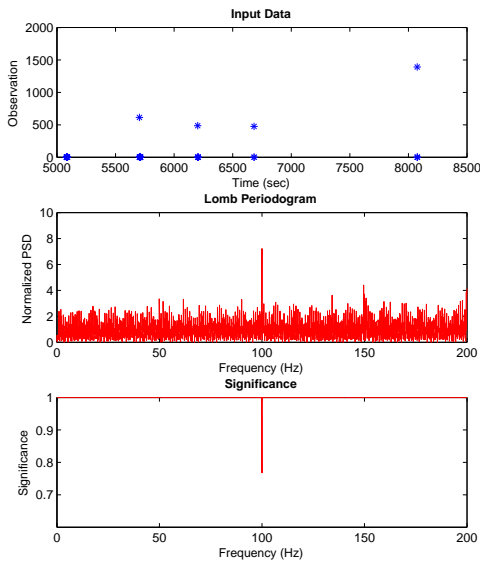 Input Data
2000
1500
1000
500
0
5000 5500 6000 6500 7000 7500 8000 8500
Observation
Time (sec)
Lomb Periodogram
10
8
6
4
2
0
0 50 100 150 200
Normalized PSD
Frequency (Hz)
Significance
1
0.9
0.8
0.7
0 50 100 150 200
Significance
Frequency (Hz)